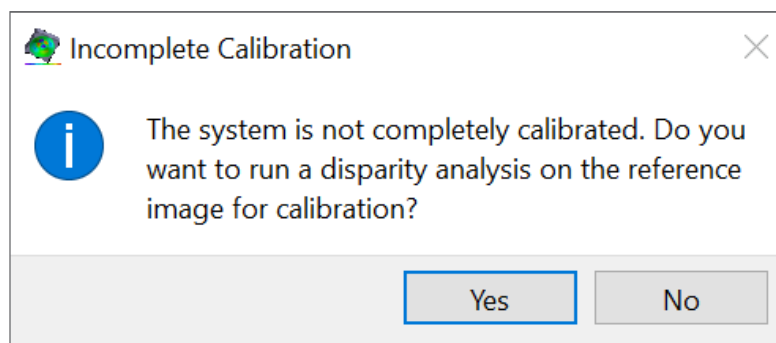 Incomplete Calibration
The system is not completely calibrated. Do you
want to run a disparity analysis on the reference
image for calibration?
Yes No